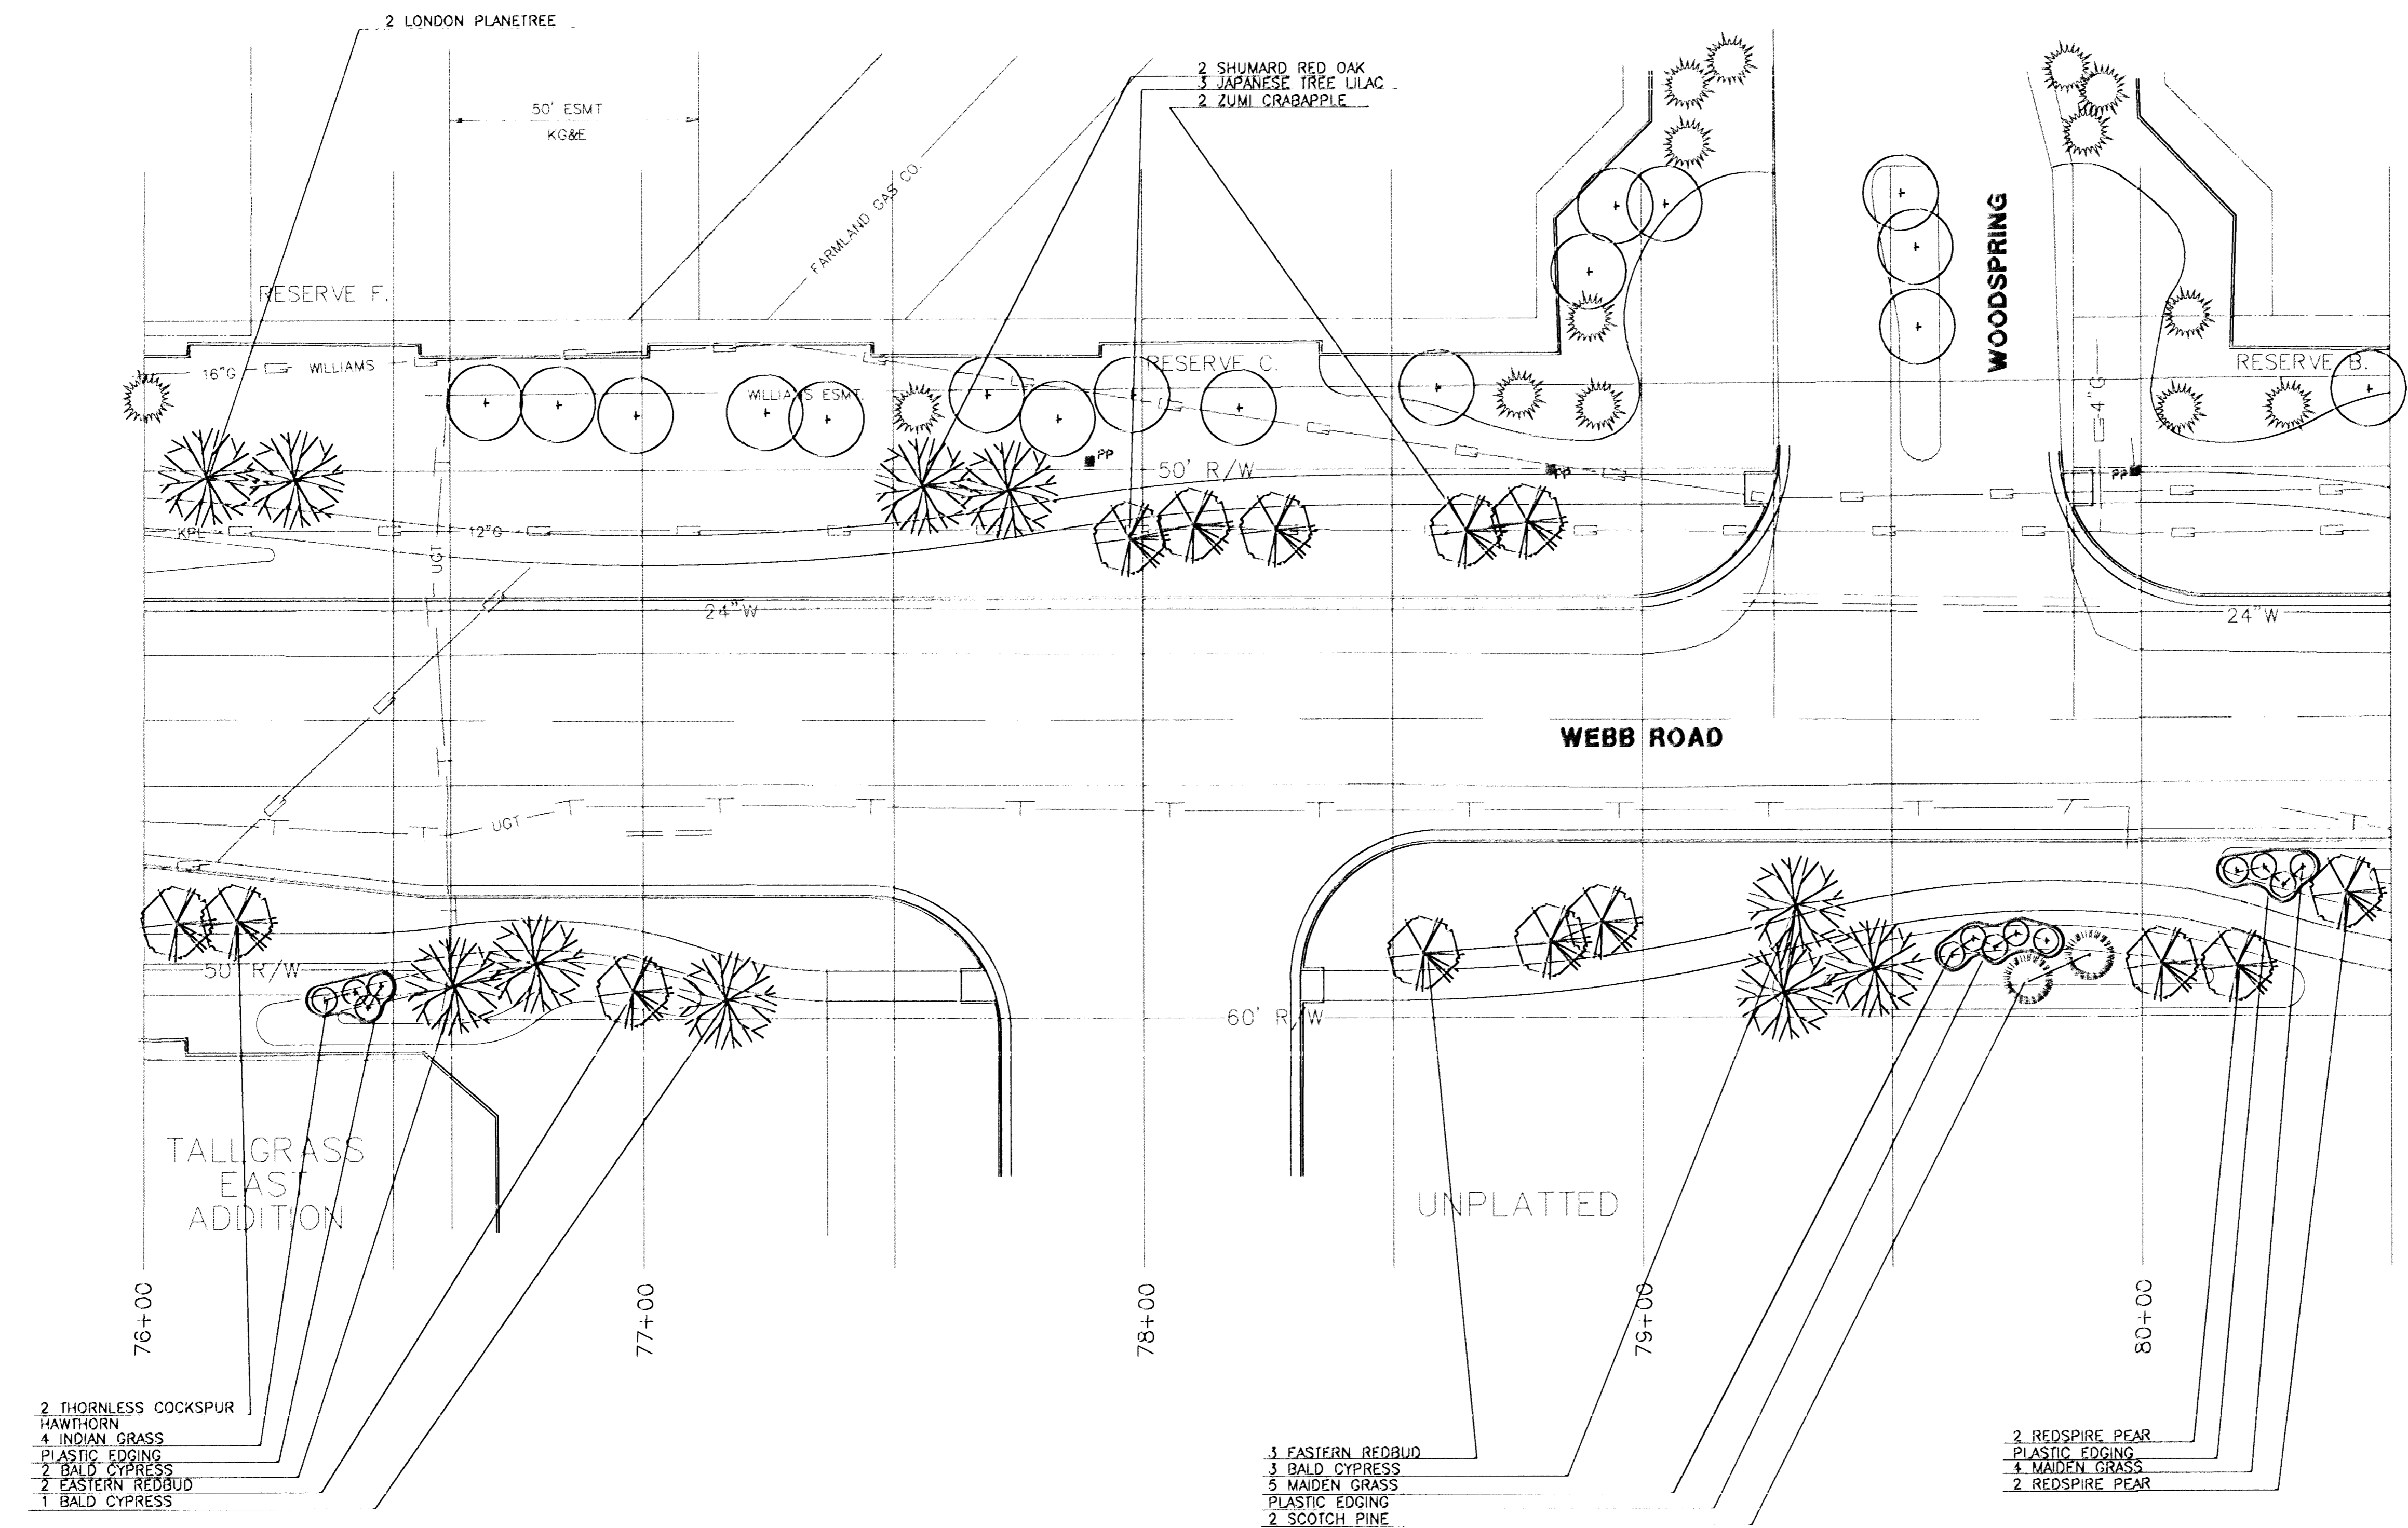 2 LONDON PLANETREE
2 SHUMARD RED OAK
3 JAPANESE TREE LILAC
2 ZUMI CRABAPPLE
50' ESMT
KG&E
FARMLAND GAS CO.
WOODSPRING
RESERVE F.
16"G
WILLIAMS
WILLIAMS ESMT.
RESERVE C.
RESERVE B.
4"G
PP
PP
PP
50' R/W
KPL
12"G
UGT
24"W
24"W
WEBB ROAD
UGT
50' R/W
60' R/W
TALLGRASS
EAST
ADDITION
UNPLATTED
76+00
77+00
78+00
79+00
80+00
2 THORNLESS COCKSPUR
HAWTHORN
4 INDIAN GRASS
PLASTIC EDGING
2 BALD CYPRESS
2 EASTERN REDBUD
1 BALD CYPRESS
3 EASTERN REDBUD
3 BALD CYPRESS
5 MAIDEN GRASS
PLASTIC EDGING
2 SCOTCH PINE
2 REDSPIRE PEAR
PLASTIC EDGING
4 MAIDEN GRASS
2 REDSPIRE PEAR